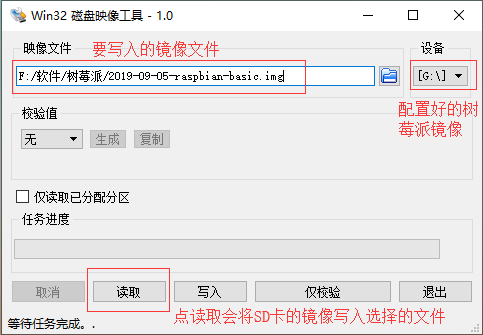 Win32 磁盘映像工具 - 1.0
映像文件
要写入的镜像文件
设备
F:/软件/树莓派/2019-09-05-raspbian-basic.img
[G:\]
配置好的树
莓派镜像
校验值
无
生成
复制
仅读取已分配分区
任务进度
取消
读取
写入
仅校验
退出
点读取会将SD卡的镜像写入选择的文件
等待任务完成。.